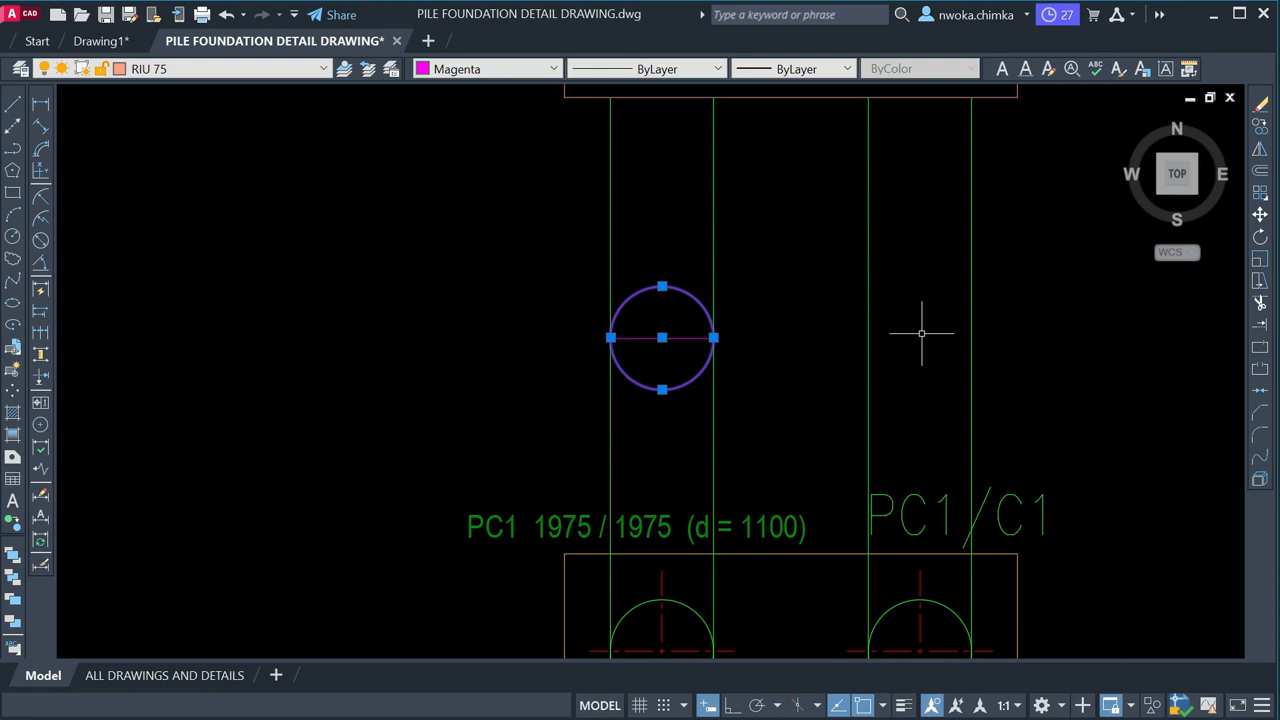 A CAD Share PILE FOUNDATION DETAIL DRAWING.dwg Type a keyword or phrase nwoka.chimka 27
Start Drawing1* PILE FOUNDATION DETAIL DRAWING*
RIU 75 Magenta ByLayer ByLayer ByColor
N
W TOP E
S
WCS
PC1/C1
PC1 1975 / 1975 (d = 1100)
Model ALL DRAWINGS AND DETAILS
MODEL 1:1